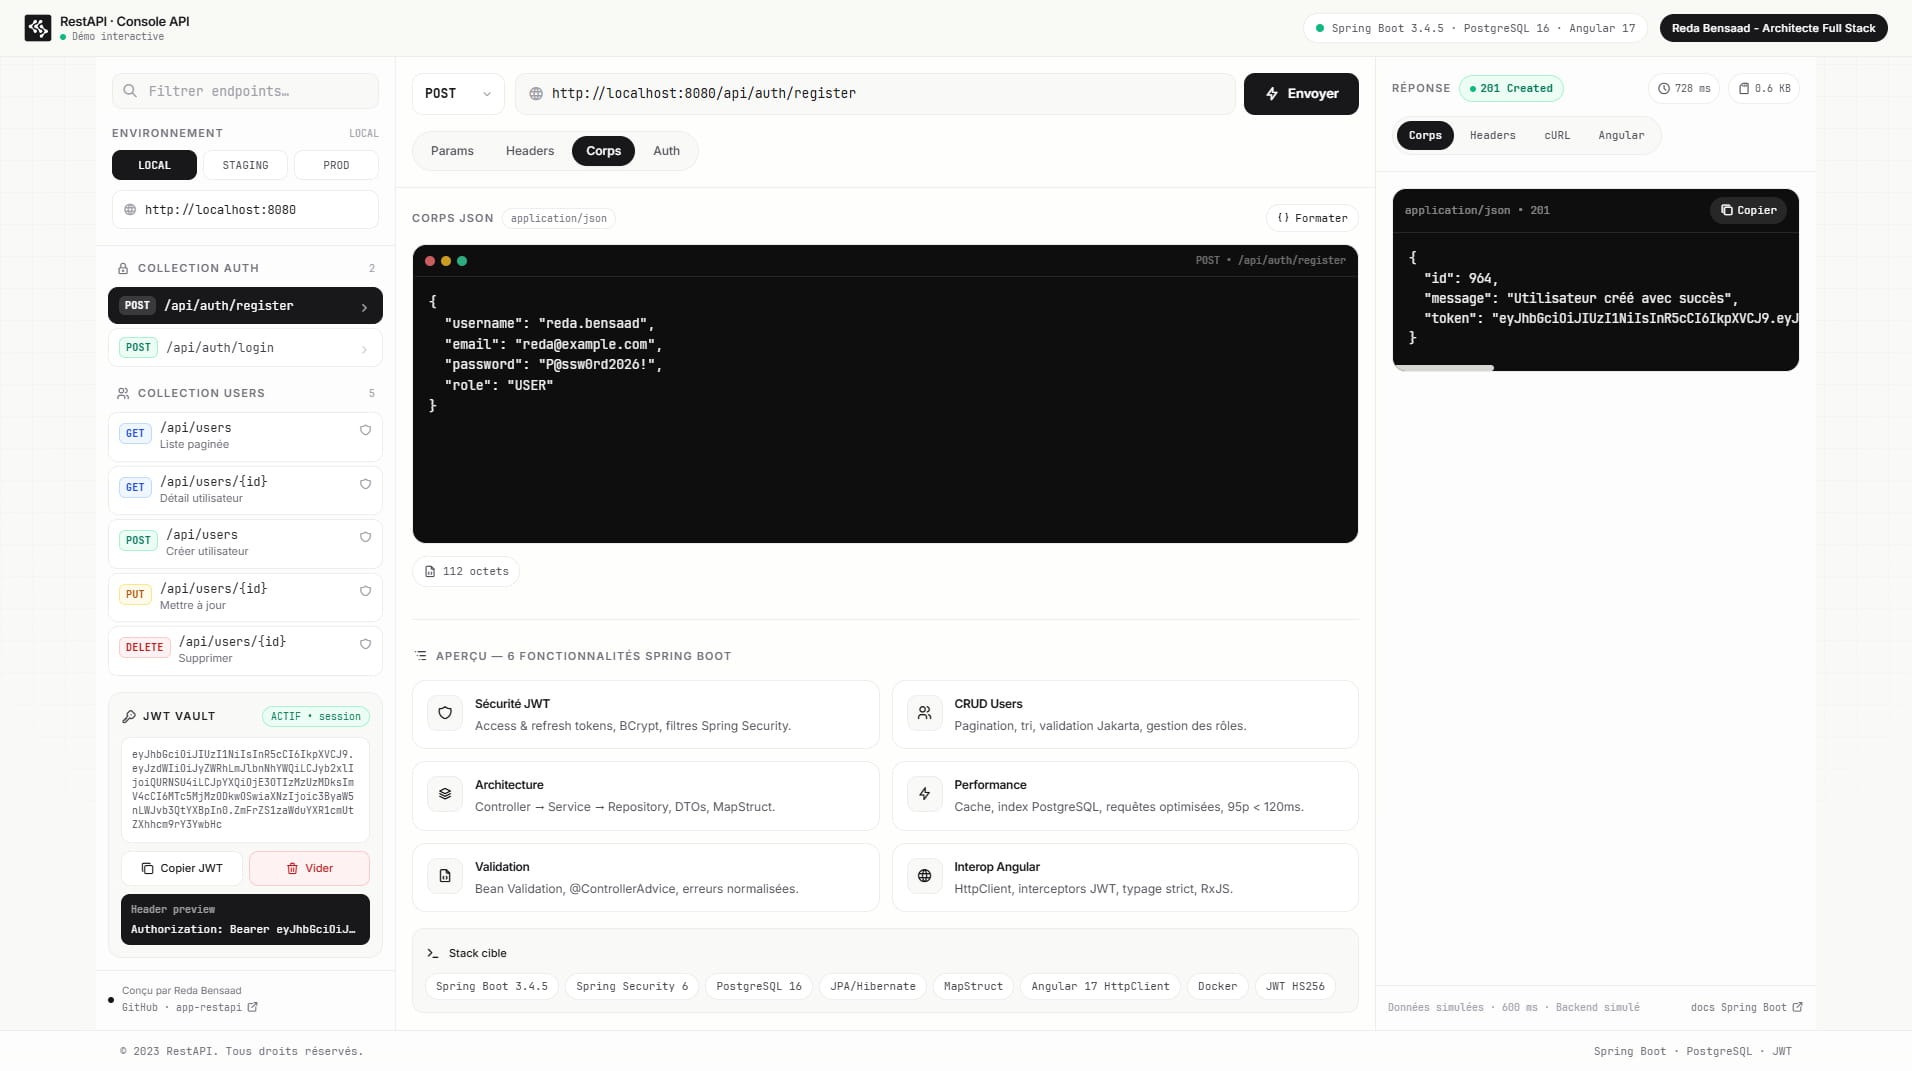 RestAPI · Console API
Démo interactive
Spring Boot 3.4.5 · PostgreSQL 16 · Angular 17
Reda Bensaad - Architecte Full Stack
Filtrer endpoints…
ENVIRONNEMENT
LOCAL
LOCAL
STAGING
PROD
http://localhost:8080
COLLECTION AUTH
2
POST
/api/auth/register
POST
/api/auth/login
COLLECTION USERS
5
GET
/api/users
Liste paginée
GET
/api/users/{id}
Détail utilisateur
POST
/api/users
Créer utilisateur
PUT
/api/users/{id}
Mettre à jour
DELETE
/api/users/{id}
Supprimer
JWT VAULT
ACTIF • session
eyJhbGciOiJIUzI1NiIsInR5cCI6IkpXVCJ9.
Copier JWT
Vider
Header preview
Authorization: Bearer eyJhbGciOiJ…
Conçu par Reda Bensaad
GitHub · app-restapi
POST
http://localhost:8080/api/auth/register
Envoyer
Params
Headers
Corps
Auth
CORPS JSON
application/json
{} Formater
POST • /api/auth/register
{
"username": "reda.bensaad",
"email": "reda@example.com",
"password": "P@ssw0rd2026!",
"role": "USER"
}
112 octets
APERÇU — 6 FONCTIONNALITÉS SPRING BOOT
Sécurité JWT
Access & refresh tokens, BCrypt, filtres Spring Security.
CRUD Users
Pagination, tri, validation Jakarta, gestion des rôles.
Architecture
Controller → Service → Repository, DTOs, MapStruct.
Performance
Cache, index PostgreSQL, requêtes optimisées, 95p < 120ms.
Validation
Bean Validation, @ControllerAdvice, erreurs normalisées.
Interop Angular
HttpClient, interceptors JWT, typage strict, RxJS.
Stack cible
Spring Boot 3.4.5
Spring Security 6
PostgreSQL 16
JPA/Hibernate
MapStruct
Angular 17 HttpClient
Docker
JWT HS256
RÉPONSE
201 Created
728 ms
0.6 KB
Corps
Headers
cURL
Angular
application/json • 201
Copier
{
"id": 964,
"message": "Utilisateur créé avec succès",
"token": "eyJhbGciOiJIUzI1NiIsInR5cCI6IkpXVCJ9.eyJ
}
Données simulées · 600 ms · Backend simulé
docs Spring Boot
© 2023 RestAPI. Tous droits réservés.
Spring Boot · PostgreSQL · JWT